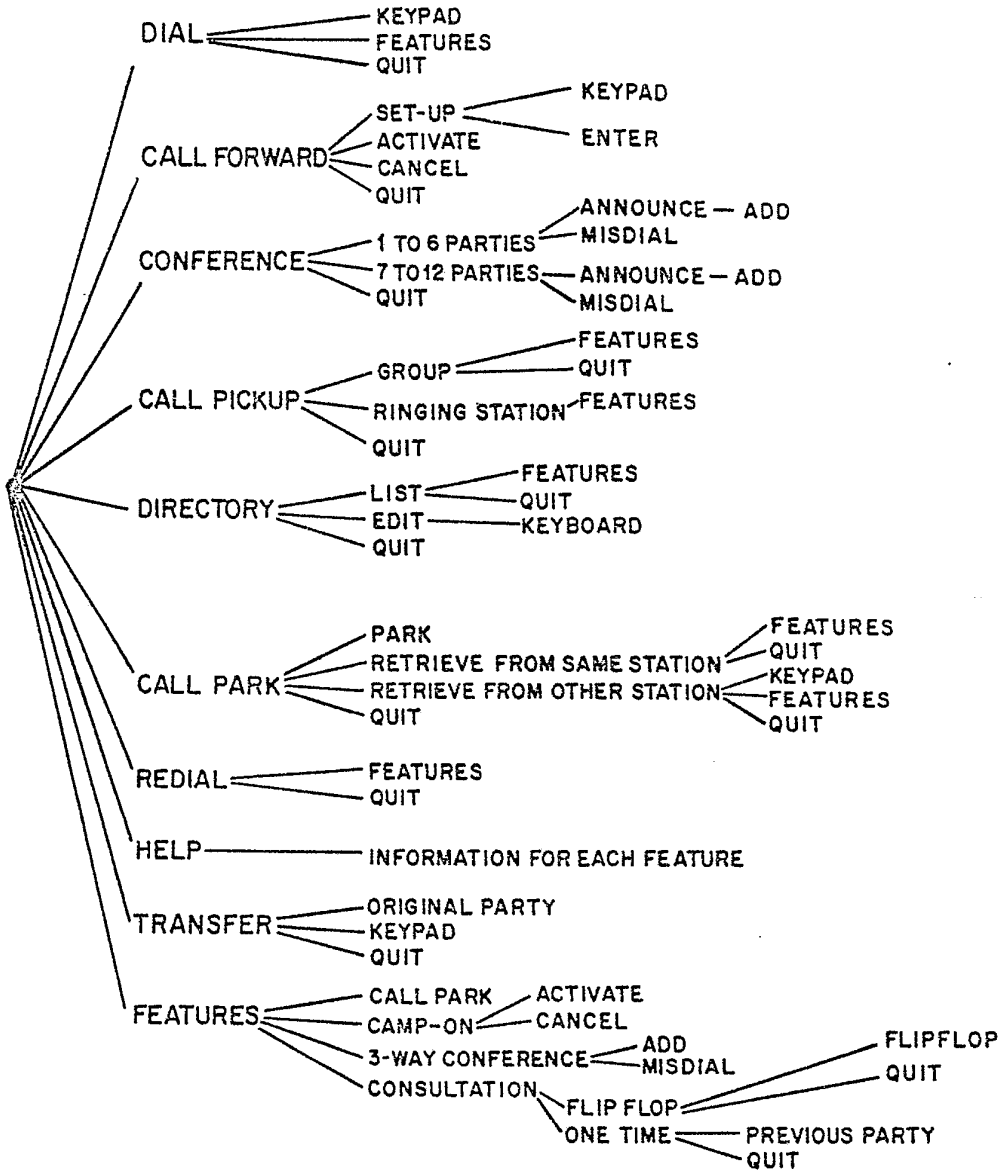 DIAL
KEYPAD
FEATURES
QUIT
CALL FORWARD
SET-UP
KEYPAD
ENTER
ACTIVATE
CANCEL
QUIT
CONFERENCE
1 TO 6 PARTIES
ANNOUNCE — ADD
MISDIAL
7 TO 12 PARTIES
ANNOUNCE — ADD
MISDIAL
QUIT
CALL PICKUP
GROUP
FEATURES
QUIT
RINGING STATION
FEATURES
QUIT
DIRECTORY
LIST
FEATURES
QUIT
EDIT
KEYBOARD
QUIT
CALL PARK
PARK
RETRIEVE FROM SAME STATION
FEATURES
QUIT
RETRIEVE FROM OTHER STATION
KEYPAD
FEATURES
QUIT
QUIT
REDIAL
FEATURES
QUIT
HELP
INFORMATION FOR EACH FEATURE
TRANSFER
ORIGINAL PARTY
KEYPAD
QUIT
FEATURES
CALL PARK
CAMP-ON
ACTIVATE
CANCEL
3-WAY CONFERENCE
ADD
MISDIAL
CONSULTATION
FLIP FLOP
FLIPFLOP
QUIT
ONE TIME
PREVIOUS PARTY
QUIT